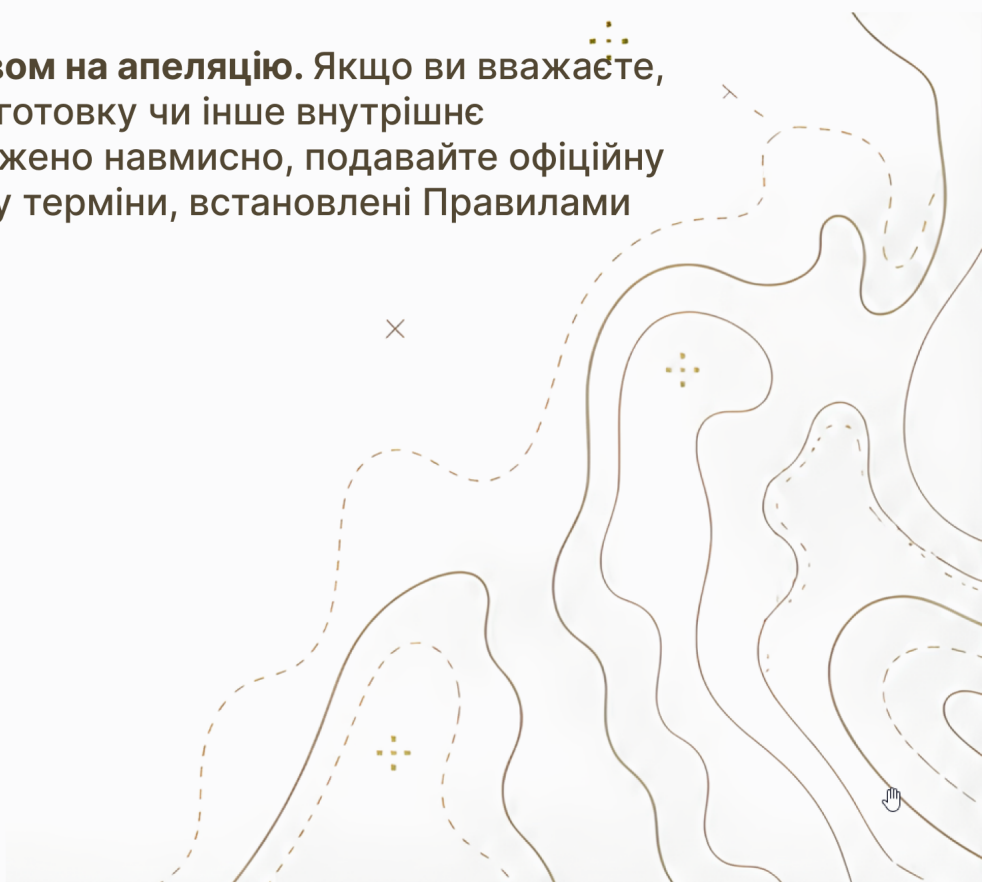 вом на апеляцію. Якщо ви вважаєте,
готовку чи інше внутрішнє
жено навмисно, подавайте офіційну
у терміни, встановлені Правилами